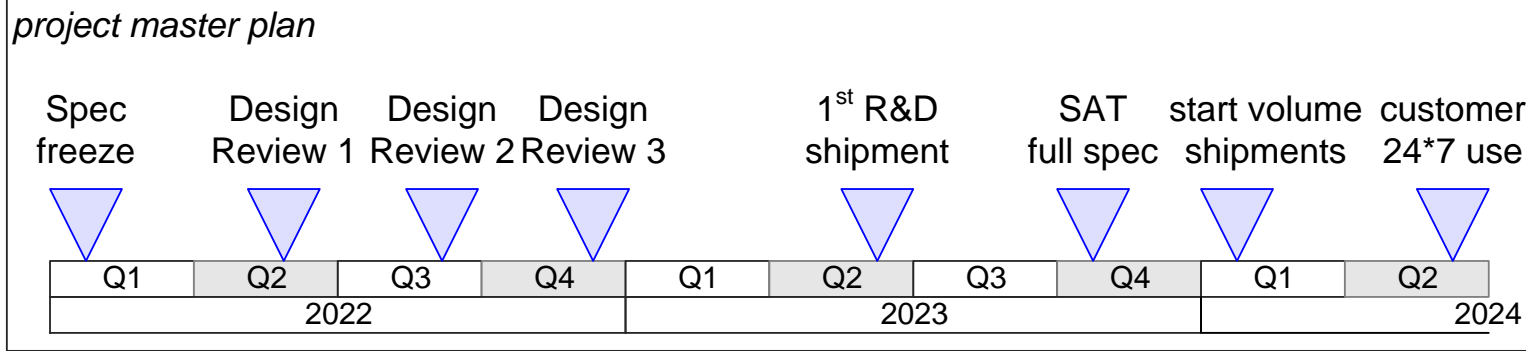 project master plan
Spec
freeze
Design
Review 1
Design
Review 2
Design
Review 3
1st R&D
shipment
SAT
full spec
start volume
shipments
customer
24*7 use
Q1 Q2 Q3 Q4 Q1 Q2 Q3 Q4 Q1 Q2
2022 2023 2024